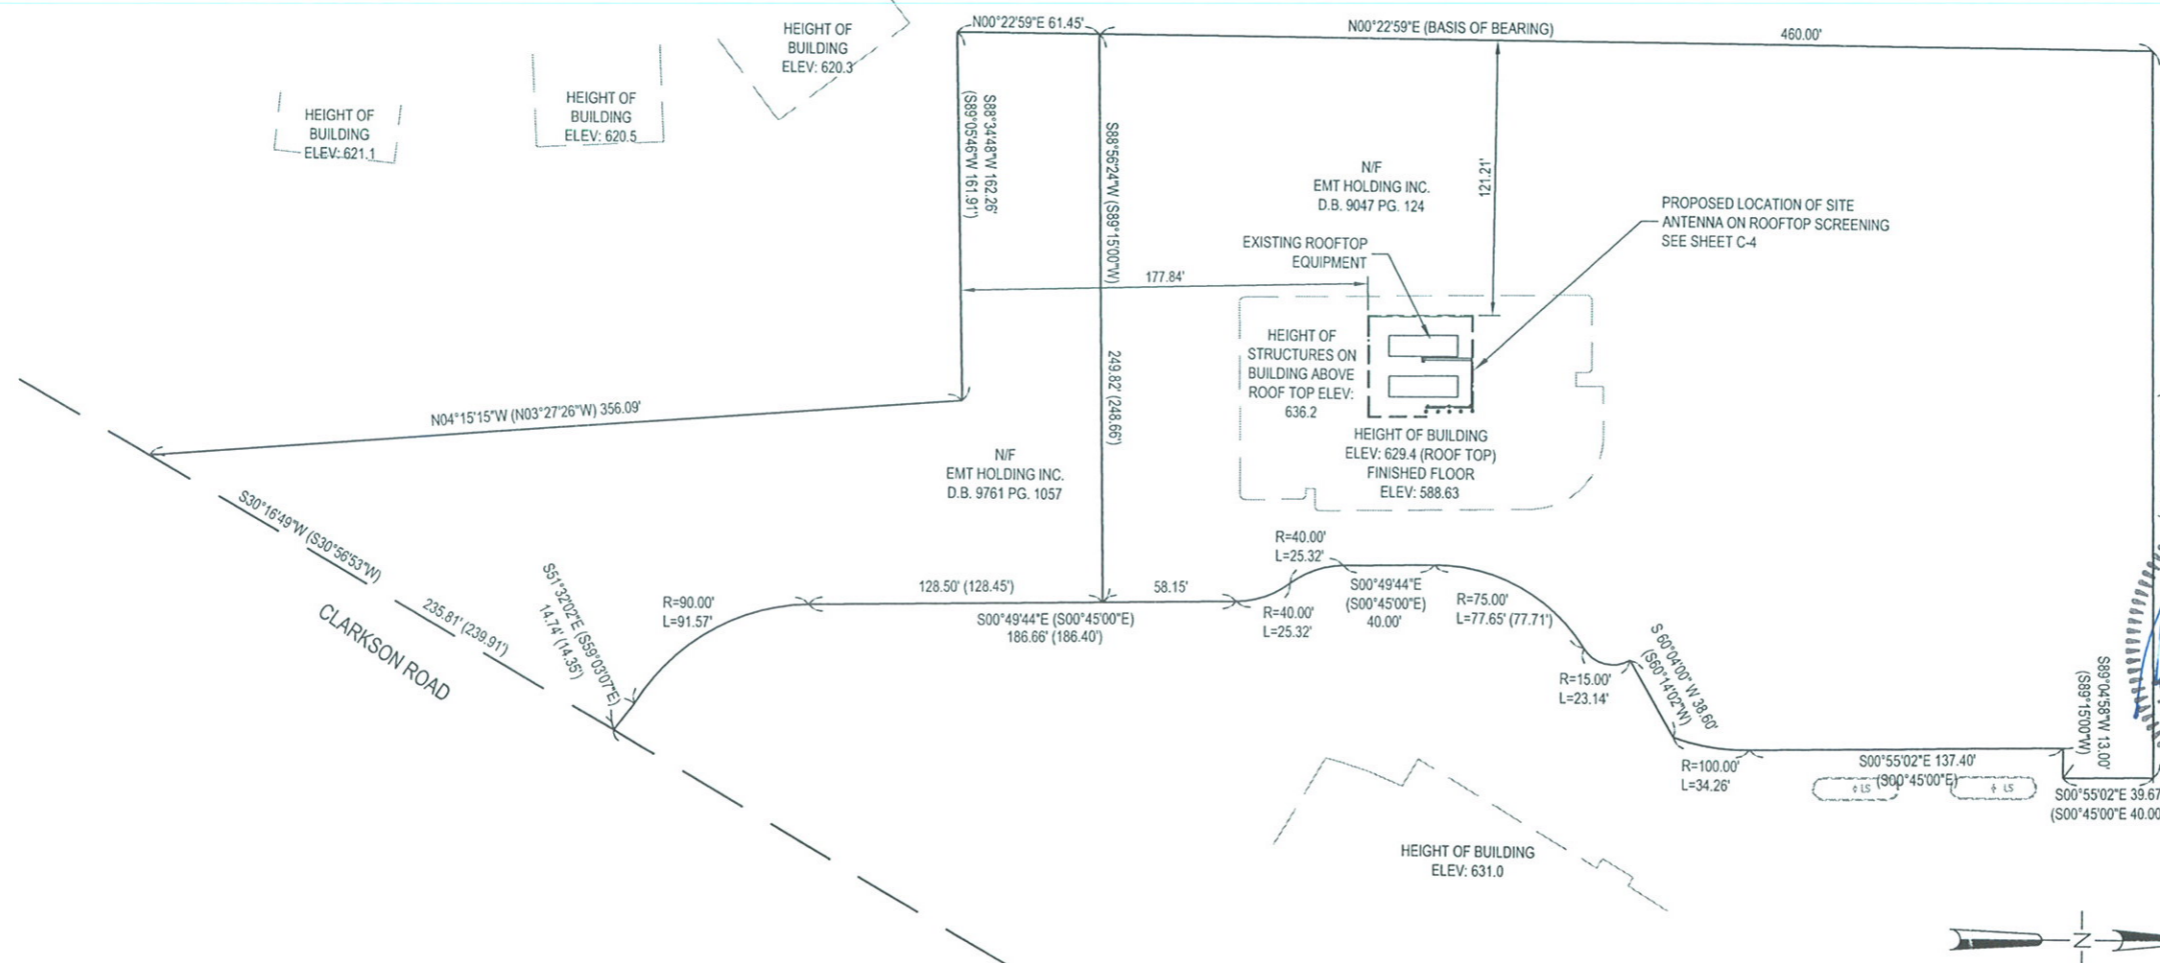 N00°22'59"E 61.45'
N00°22'59"E (BASIS OF BEARING)
460.00'
HEIGHT OF
BUILDING
ELEV: 620.3
HEIGHT OF
BUILDING
ELEV: 620.5
HEIGHT OF
BUILDING
ELEV: 621.1
S88°34'48"W 162.26'
(S89°05'46"W 161.91')
S88°56'24"W (S89°15'00"W)
249.82' (248.66')
N/F
EMT HOLDING INC.
D.B. 9047 PG. 124
121.21'
PROPOSED LOCATION OF SITE
ANTENNA ON ROOFTOP SCREENING
SEE SHEET C-4
EXISTING ROOFTOP
EQUIPMENT
177.84'
HEIGHT OF
STRUCTURES ON
BUILDING ABOVE
ROOF TOP ELEV:
636.2
HEIGHT OF BUILDING
ELEV: 629.4 (ROOF TOP)
FINISHED FLOOR
ELEV: 588.63
N04°15'15"W (N03°27'26"W) 356.09'
N/F
EMT HOLDING INC.
D.B. 9761 PG. 1057
S30°16'49"W (S30°56'53"W)
235.81' (239.91')
CLARKSON ROAD
S51°32'02"E (S59°03'07"E)
14.74' (14.35')
R=90.00'
L=91.57'
128.50' (128.45')
58.15'
S00°49'44"E (S00°45'00"E)
186.66' (186.40')
R=40.00'
L=25.32'
R=40.00'
L=25.32'
S00°49'44"E
(S00°45'00"E)
40.00'
R=75.00'
L=77.65' (77.71')
R=15.00'
L=23.14'
S 60°04'00" W 38.60'
(S60°14'02"W)
R=100.00'
L=34.26'
S00°55'02"E 137.40'
(S00°45'00"E)
LS
LS
S89°04'58"W 13.00'
(S89°15'00"W)
S00°55'02"E 39.67
(S00°45'00"E 40.00
HEIGHT OF BUILDING
ELEV: 631.0
N